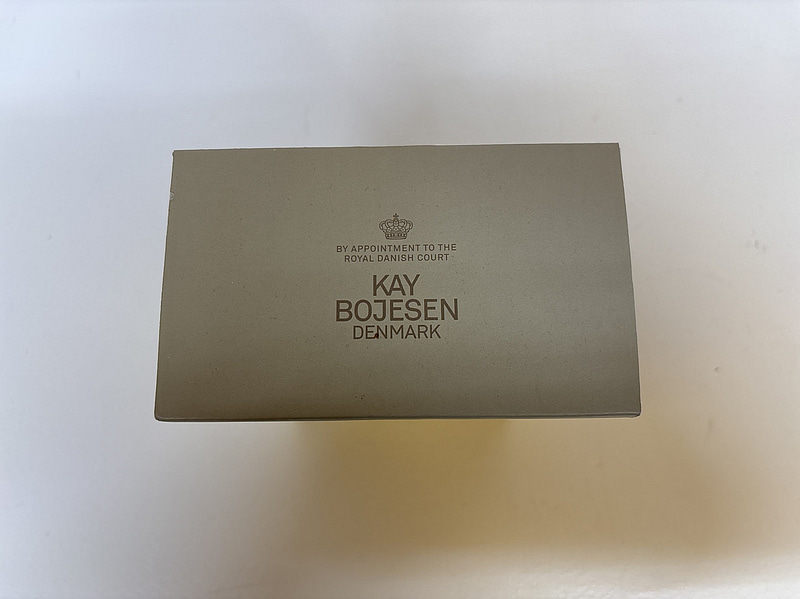 BY APPOINTMENT TO THE
ROYAL DANISH COURT
KAY
BOJESEN
DENMARK